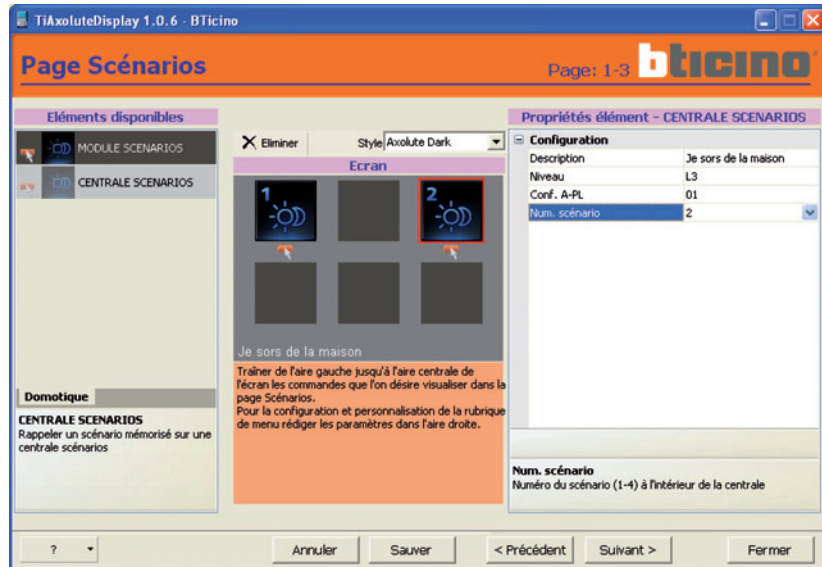 TiAxoluteDisplay 1.0.6 - BTicino
Page Scénarios
Page: 1-3
bticino
Eléments disponibles
MODULE SCENARIOS
CENTRALE SCENARIOS
Domotique
CENTRALE SCENARIOS
Rappeler un scénario mémorisé sur une
centrale scénarios
Eliminer
Style Axolute Dark
Ecran
1
2
Je sors de la maison
Traîner de l'aire gauche jusqu'à l'aire centrale de
l'écran les commandes que l'on désire visualiser dans la
page Scénarios.
Pour la configuration et personnalisation de la rubrique
de menu rédiger les paramètres dans l'aire droite.
Propriétés élément - CENTRALE SCENARIOS
Configuration
Description Je sors de la maison
Niveau L3
Conf. A-PL 01
Num. scénario 2
Num. scénario
Numéro du scénario (1-4) à l'intérieur de la centrale
?
Annuler
Sauver
< Précédent
Suivant >
Fermer